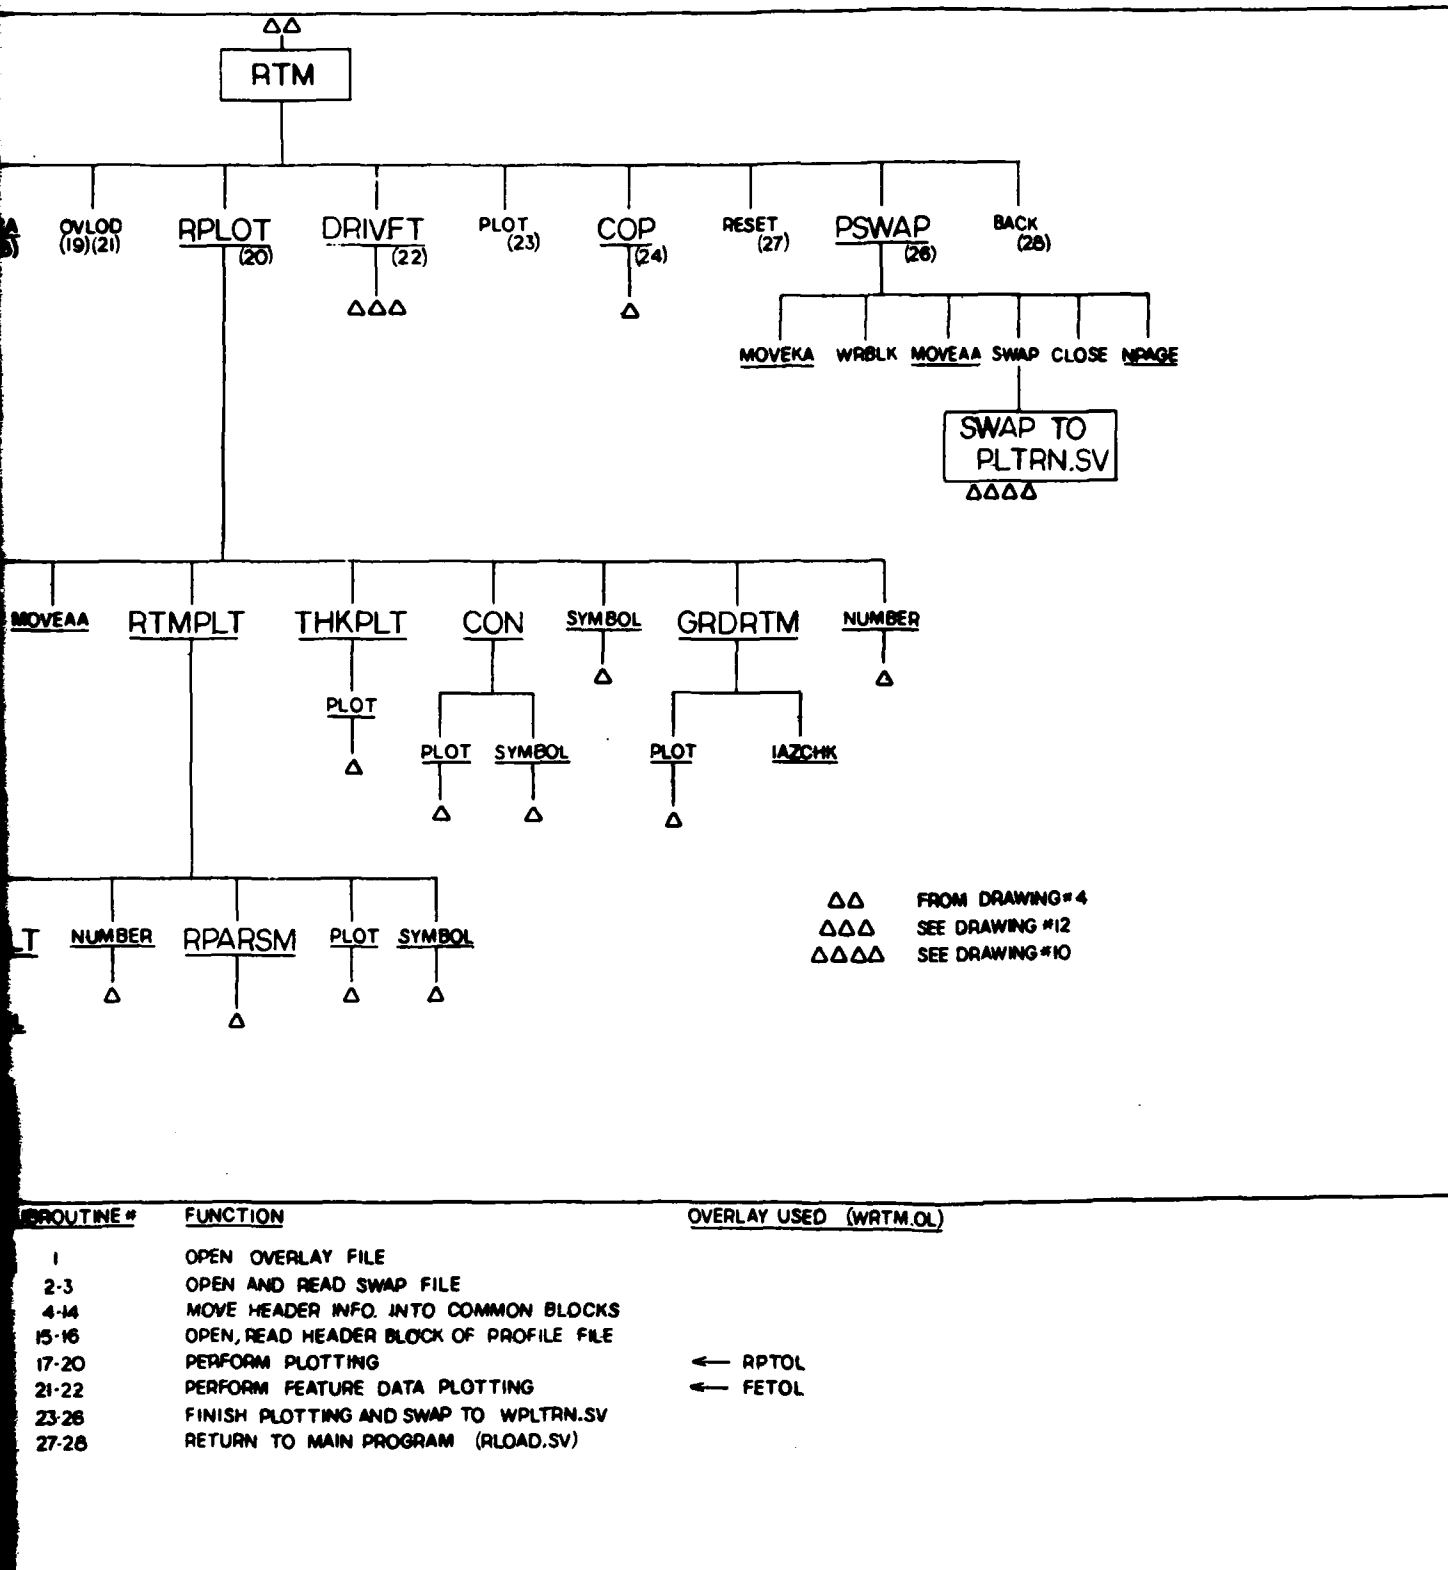 RTM
OVLOD RPLOT DRIVFT PLOT COP RESET PSWAP BACK
(19)(21) (20) (22) (23) (24) (27) (26) (28)
MOVEKA WRBLK MOVEAA SWAP CLOSE NPAGE
SWAP TO
PLTRN.SV
MOVEAA RTMPLT THKPLT CON SYMBOL GRDRTM NUMBER
PLOT
PLOT SYMBOL PLOT IAZCHK
FROM DRAWING #4
SEE DRAWING #12
SEE DRAWING #10
LT NUMBER RPARSM PLOT SYMBOL
BROUTINE # FUNCTION OVERLAY USED (WRTM.OL)
1 OPEN OVERLAY FILE
2-3 OPEN AND READ SWAP FILE
4-14 MOVE HEADER INFO. INTO COMMON BLOCKS
15-16 OPEN, READ HEADER BLOCK OF PROFILE FILE
17-20 PERFORM PLOTTING ← RPTOL
21-22 PERFORM FEATURE DATA PLOTTING ← FETOL
23-26 FINISH PLOTTING AND SWAP TO WPLTRN.SV
27-28 RETURN TO MAIN PROGRAM (RLOAD.SV)